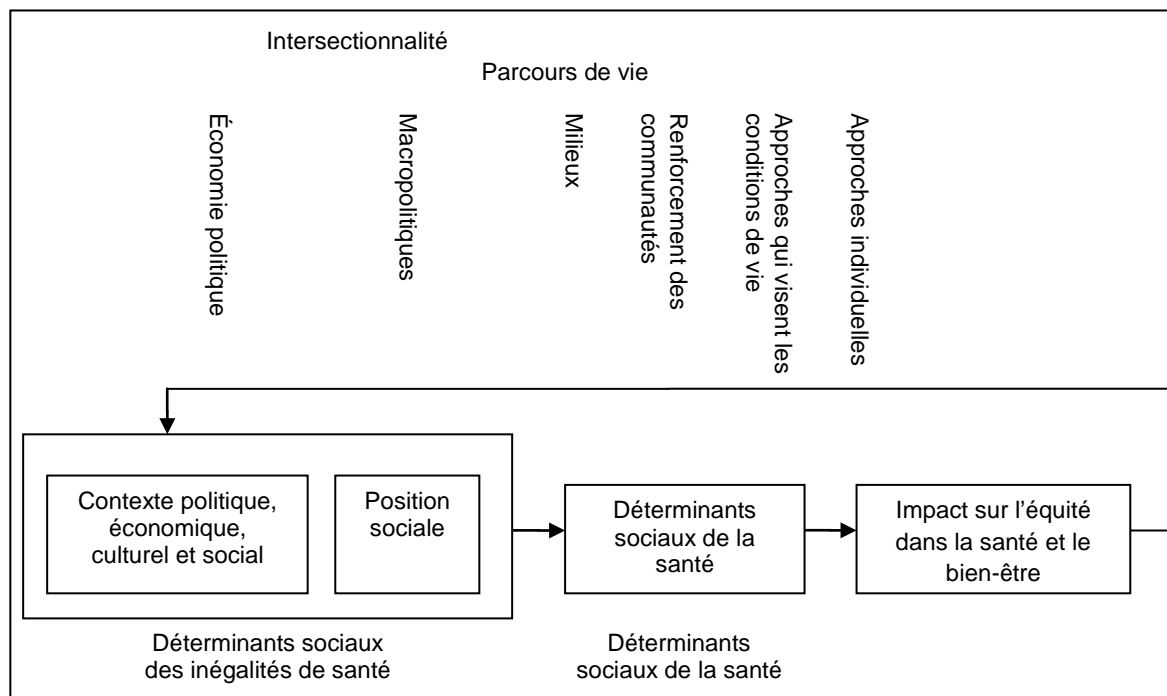 Intersectionnalité
Parcours de vie
Économie politique
Macropolitiques
Milieux
Renforcement des
communautés
Approches qui visent les
conditions de vie
Approches individuelles
Contexte politique,
économique,
culturel et social
Position
sociale
Déterminants
sociaux de la
santé
Impact sur l’équité
dans la santé et le
bien-être
Déterminants sociaux
des inégalités de santé
Déterminants
sociaux de la santé